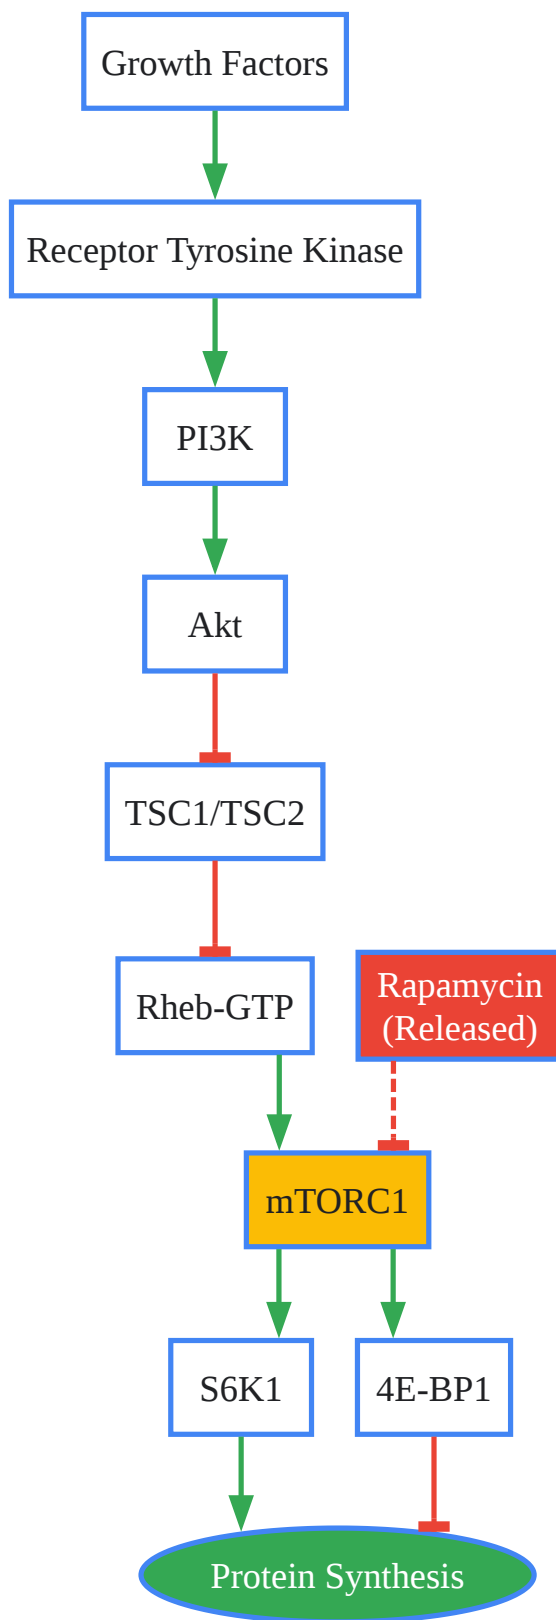 Growth Factors
Receptor Tyrosine Kinase
PI3K
Akt
TSC1/TSC2
Rheb-GTP
Rapamycin
(Released)
mTORC1
S6K1
4E-BP1
Protein Synthesis